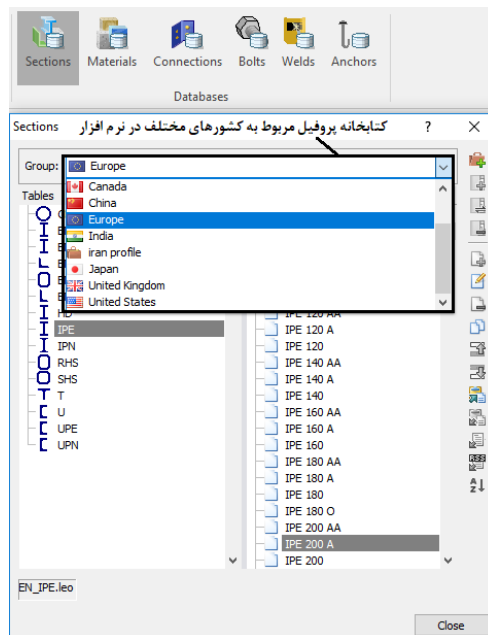 Sections Materials Connections Bolts Welds Anchors
Databases
Sections کتابخانه پروفیل مربوط به کشورهای مختلف در نرم افزار ? ×
Group: Europe
Canada
China
Europe
India
iran profile
Japan
United Kingdom
United States
Tables
HD
IPE
IPN
RHS
SHS
T
U
UPE
UPN
IPE 120 AA
IPE 120 A
IPE 120
IPE 140 AA
IPE 140 A
IPE 140
IPE 160 AA
IPE 160 A
IPE 160
IPE 180 AA
IPE 180 A
IPE 180
IPE 180 O
IPE 200 AA
IPE 200 A
IPE 200
EN_IPE.leo
Close